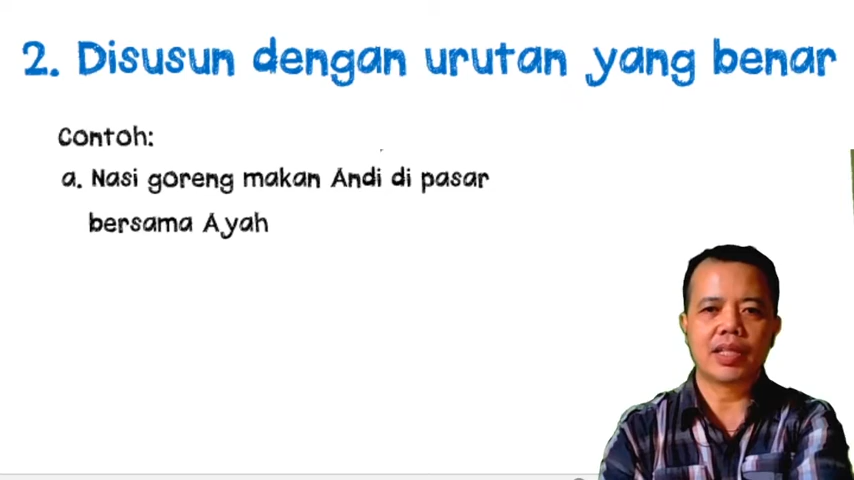 2. Disusun dengan urutan yang benar
Contoh:
a. Nasi goreng makan Andi di pasar
bersama Ayah